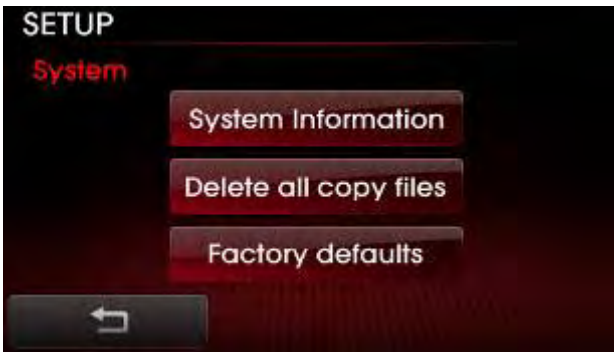 SETUP
System
System Information
Delete all copy files
Factory defaults